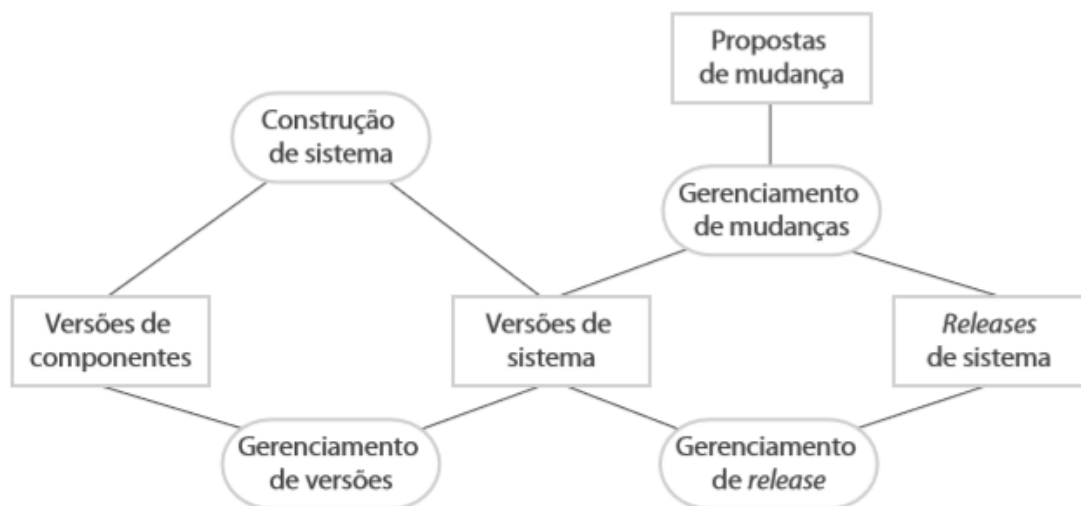 Propostas
de mudança
Construção
de sistema
Gerenciamento
de mudanças
Versões de
componentes
Versões de
sistema
Releases
de sistema
Gerenciamento
de versões
Gerenciamento
de release